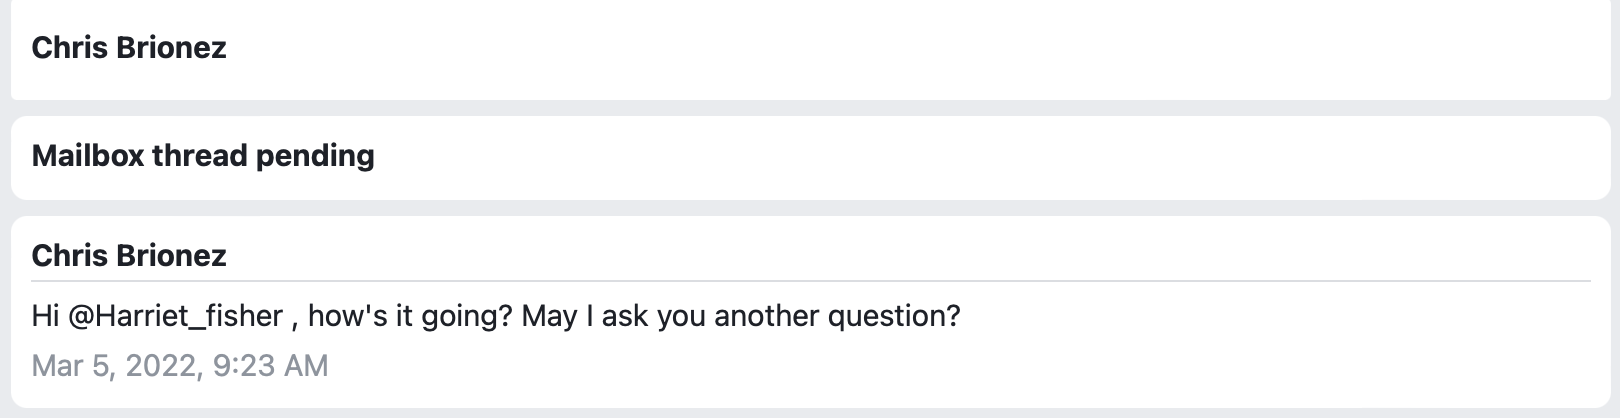 Chris Brionez
Mailbox thread pending
Chris Brionez
Hi @Harriet_fisher , how's it going? May I ask you another question?
Mar 5, 2022, 9:23 AM